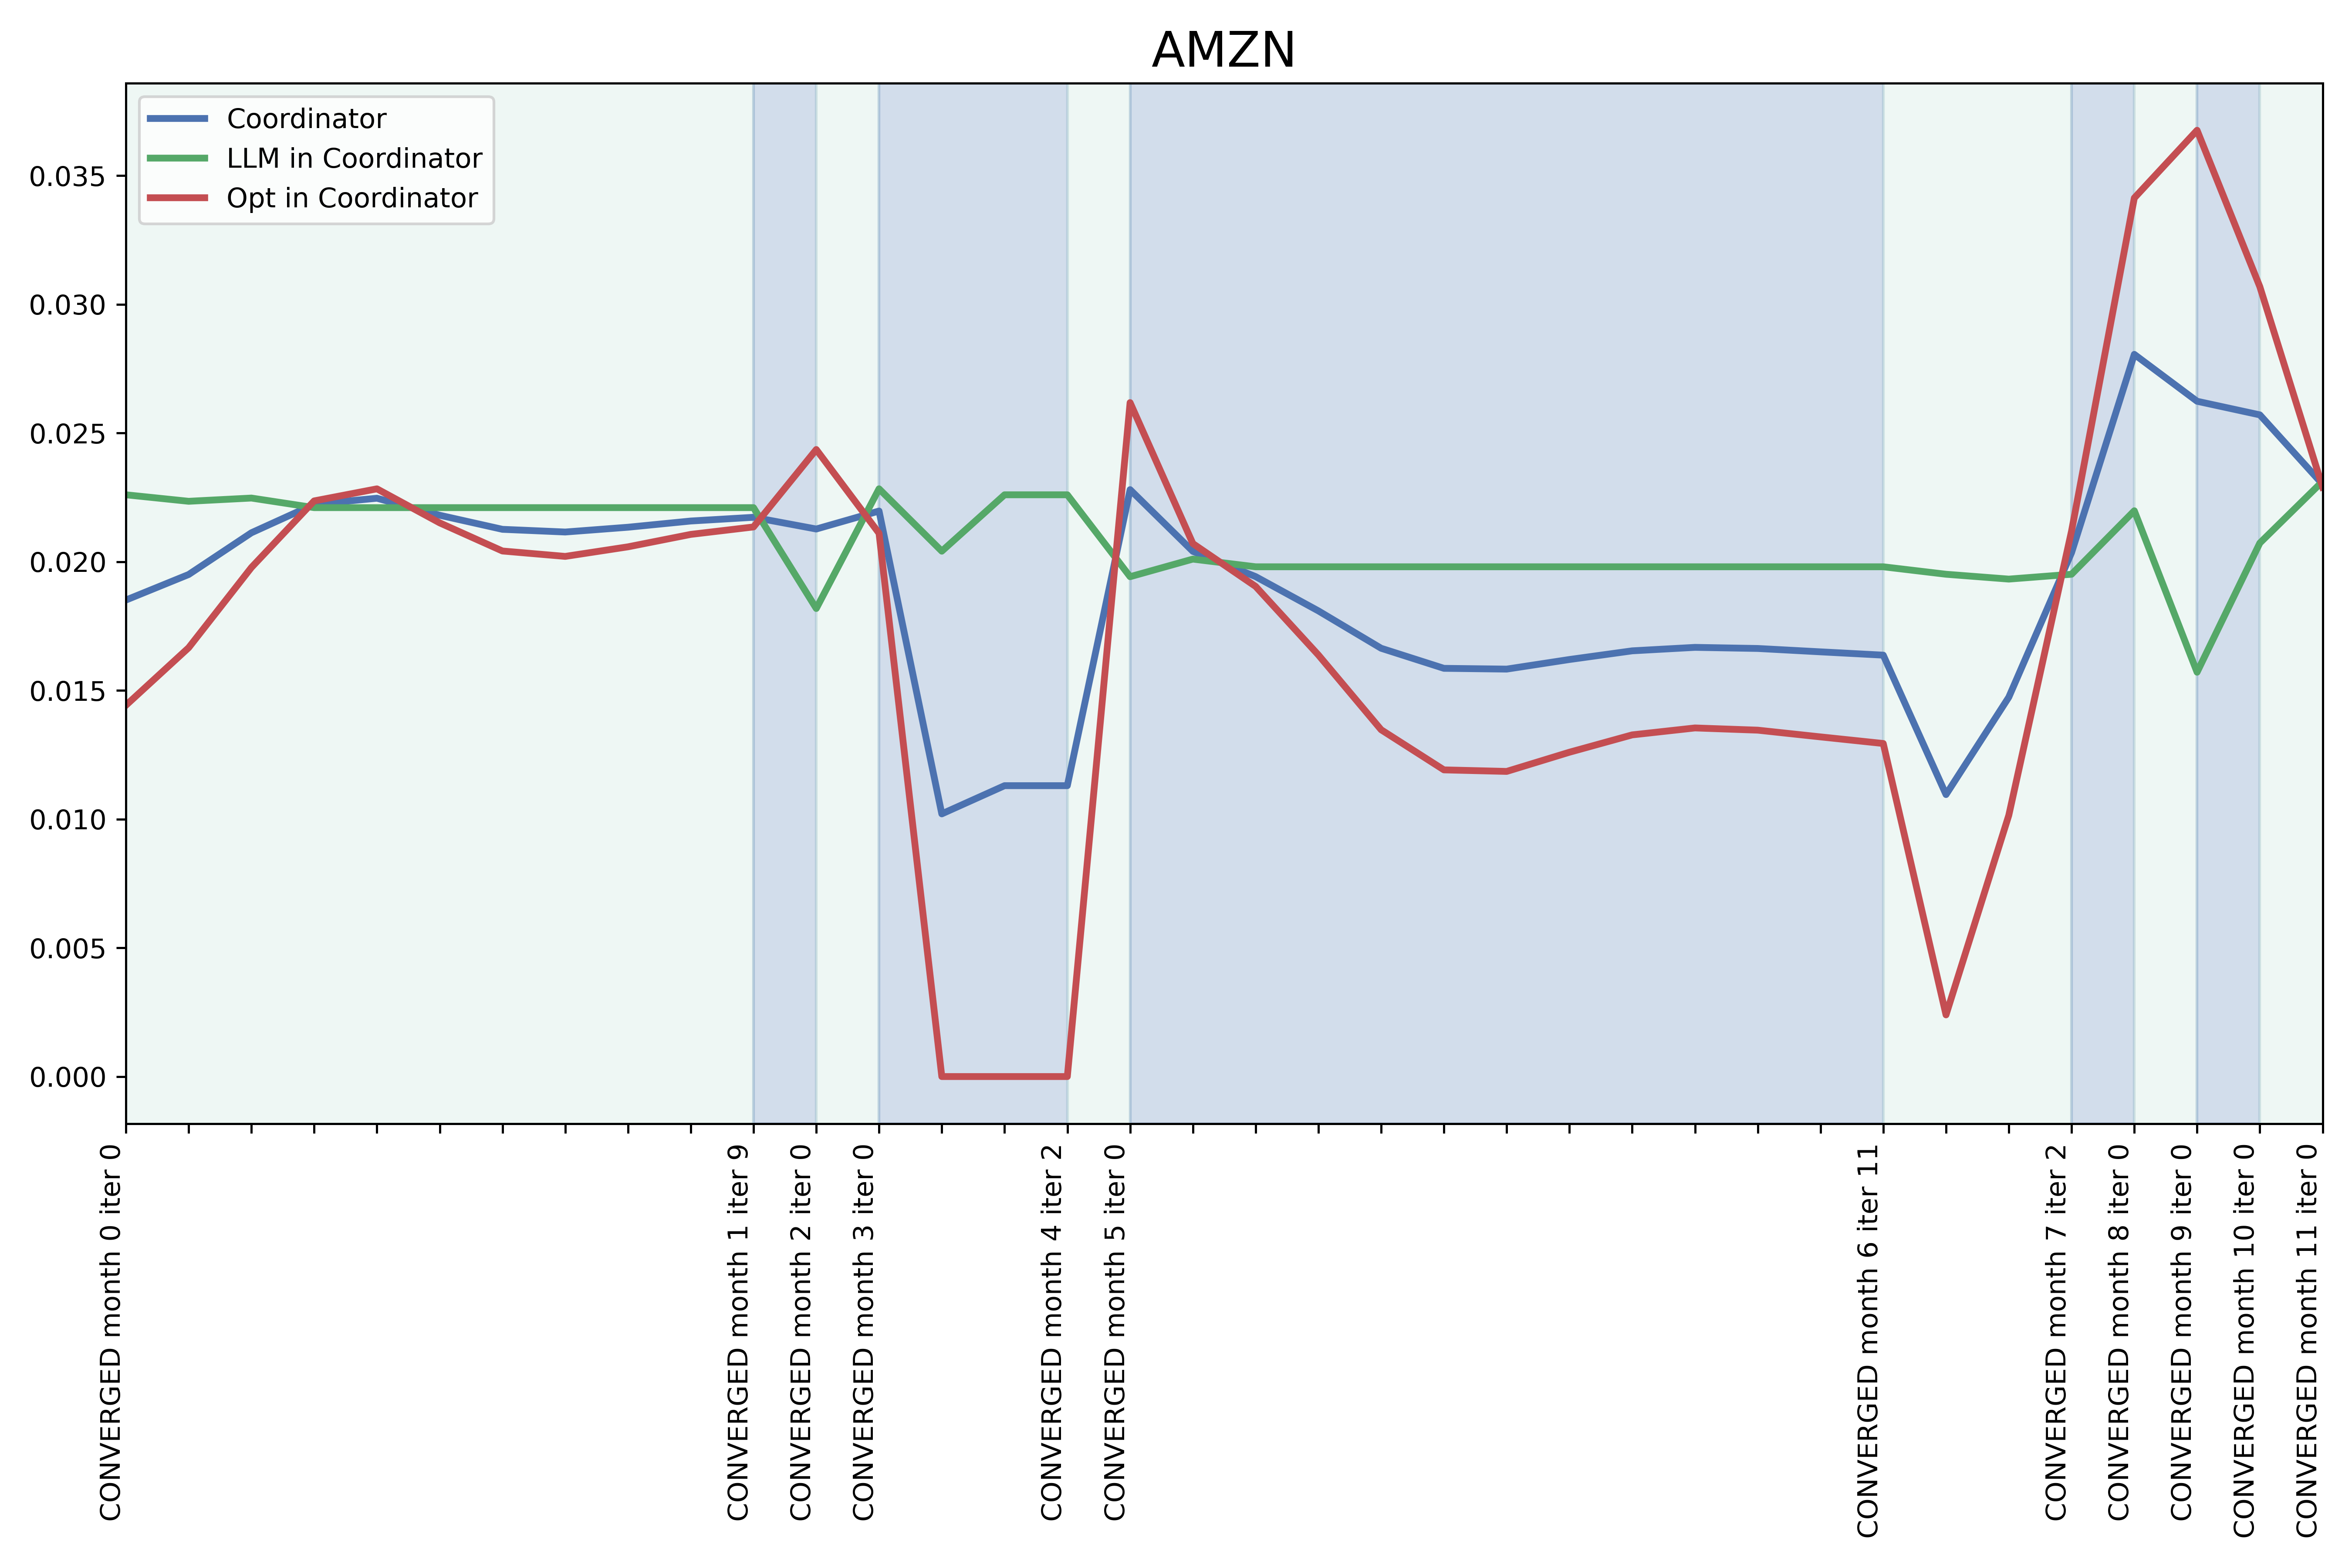 AMZN
Coordinator
LLM in Coordinator
Opt in Coordinator
0.035
0.030
0.025
0.020
0.015
0.010
0.005
0.000
CONVERGED month 0 iter 0
CONVERGED month 1 iter 9
CONVERGED month 2 iter 0
CONVERGED month 3 iter 0
CONVERGED month 4 iter 2
CONVERGED month 5 iter 0
CONVERGED month 6 iter 11
CONVERGED month 7 iter 2
CONVERGED month 8 iter 0
CONVERGED month 9 iter 0
CONVERGED month 10 iter 0
CONVERGED month 11 iter 0